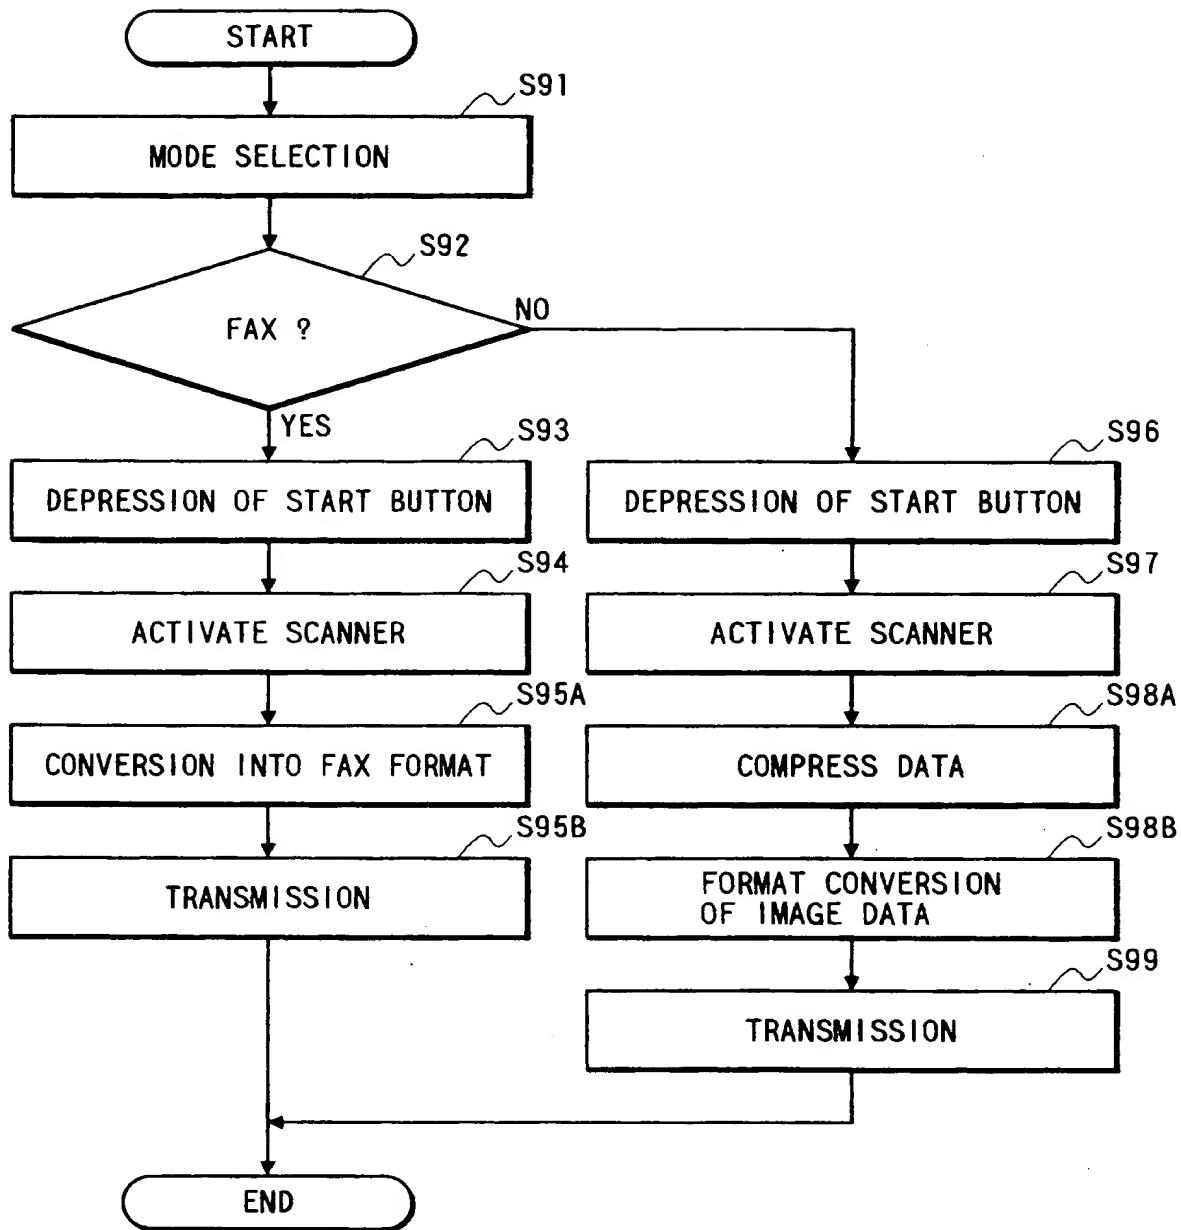 START
S91
MODE SELECTION
S92
FAX ?
NO
YES
S93
DEPRESSION OF START BUTTON
S94
ACTIVATE SCANNER
S95A
CONVERSION INTO FAX FORMAT
S95B
TRANSMISSION
S96
DEPRESSION OF START BUTTON
S97
ACTIVATE SCANNER
S98A
COMPRESS DATA
S98B
FORMAT CONVERSION
OF IMAGE DATA
S99
TRANSMISSION
END